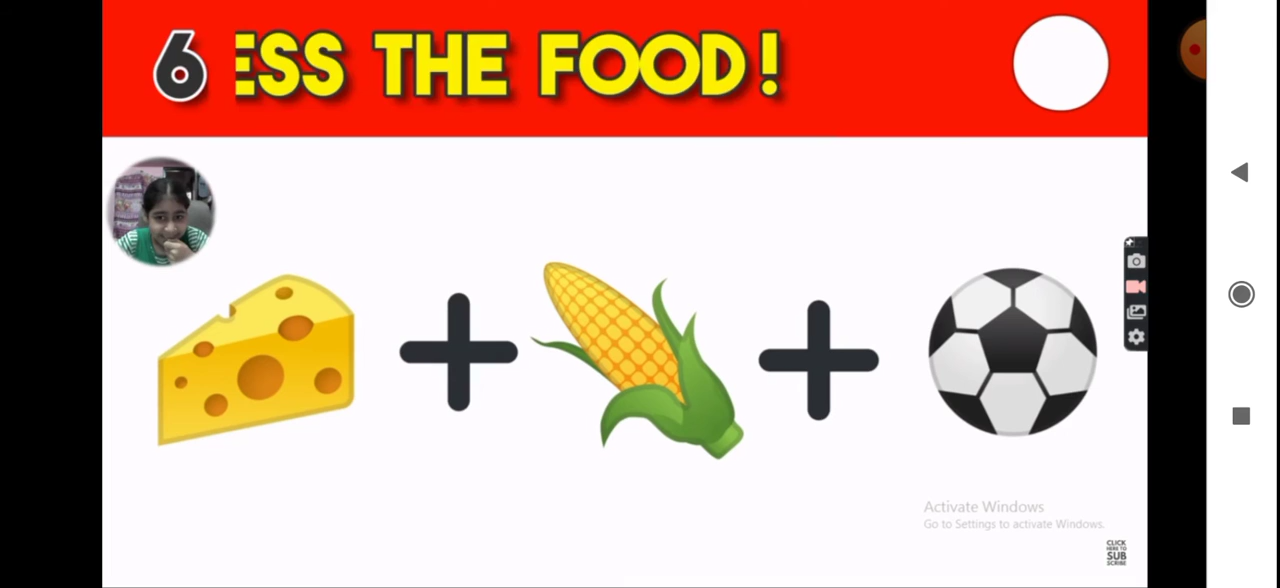 6 ESS THE FOOD!
Activate Windows
Go to Settings to activate Windows.
CLICK
HERE TO
SUB
SCRIBE